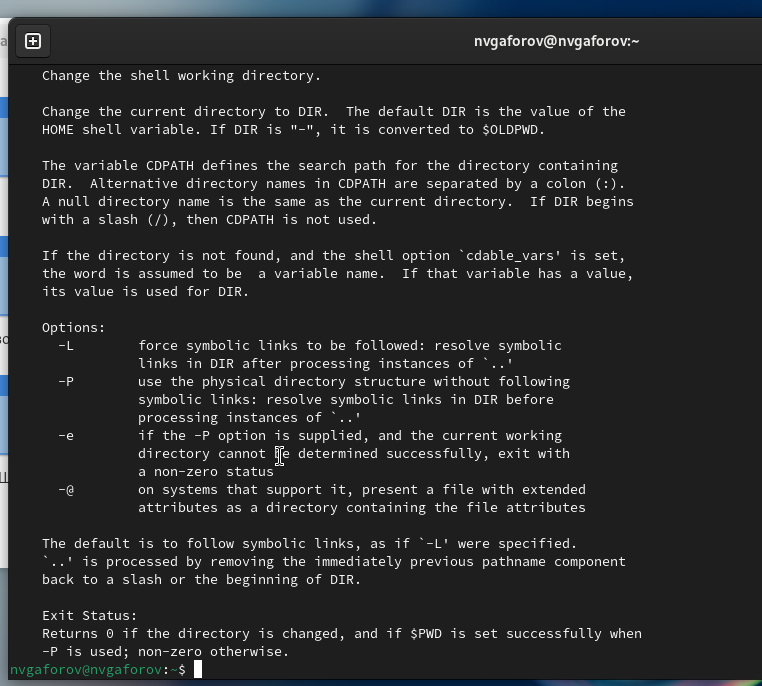 nvgaforov@nvgaforov:~
Change the shell working directory.
Change the current directory to DIR.  The default DIR is the value of the
HOME shell variable. If DIR is "-", it is converted to $OLDPWD.
The variable CDPATH defines the search path for the directory containing
DIR.  Alternative directory names in CDPATH are separated by a colon (:).
A null directory name is the same as the current directory.  If DIR begins
with a slash (/), then CDPATH is not used.
If the directory is not found, and the shell option `cdable_vars' is set,
the word is assumed to be  a variable name.  If that variable has a value,
its value is used for DIR.
Options:
-L        force symbolic links to be followed: resolve symbolic
links in DIR after processing instances of `..'
-P        use the physical directory structure without following
symbolic links: resolve symbolic links in DIR before
processing instances of `..'
-e        if the -P option is supplied, and the current working
directory cannot be determined successfully, exit with
a non-zero status
-@        on systems that support it, present a file with extended
attributes as a directory containing the file attributes
The default is to follow symbolic links, as if `-L' were specified.
`..' is processed by removing the immediately previous pathname component
back to a slash or the beginning of DIR.
Exit Status:
Returns 0 if the directory is changed, and if $PWD is set successfully when
-P is used; non-zero otherwise.
nvgaforov@nvgaforov:~$